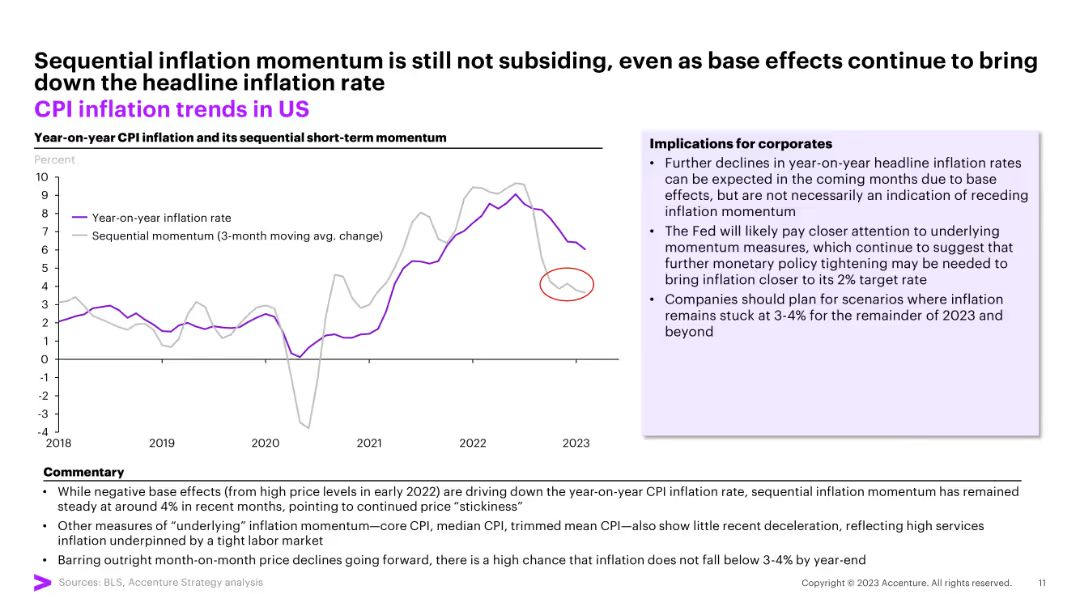 Sequential inflation momentum is still not subsiding, even as base effects continue to bring
down the headline inflation rate
CPI inflation trends in US
Year-on-year CPI inflation and its sequential short-term momentum
Percent
10
9
8
7
6
5
4
3
2
1
0
-1
-2
-3
-4
Year-on-year inflation rate
Sequential momentum (3-month moving avg. change)
2018
2019
2020
2021
2022
2023
Implications for corporates
• Further declines in year-on-year headline inflation rates
can be expected in the coming months due to base
effects, but are not necessarily an indication of receding
inflation momentum
• The Fed will likely pay closer attention to underlying
momentum measures, which continue to suggest that
further monetary policy tightening may be needed to
bring inflation closer to its 2% target rate
• Companies should plan for scenarios where inflation
remains stuck at 3-4% for the remainder of 2023 and
beyond
Commentary
• While negative base effects (from high price levels in early 2022) are driving down the year-on-year CPI inflation rate, sequential inflation momentum has remained
steady at around 4% in recent months, pointing to continued price “stickiness”
• Other measures of “underlying” inflation momentum—core CPI, median CPI, trimmed mean CPI—also show little recent deceleration, reflecting high services
inflation underpinned by a tight labor market
• Barring outright month-on-month price declines going forward, there is a high chance that inflation does not fall below 3-4% by year-end
Sources: BLS, Accenture Strategy analysis
Copyright © 2023 Accenture. All rights reserved.
11